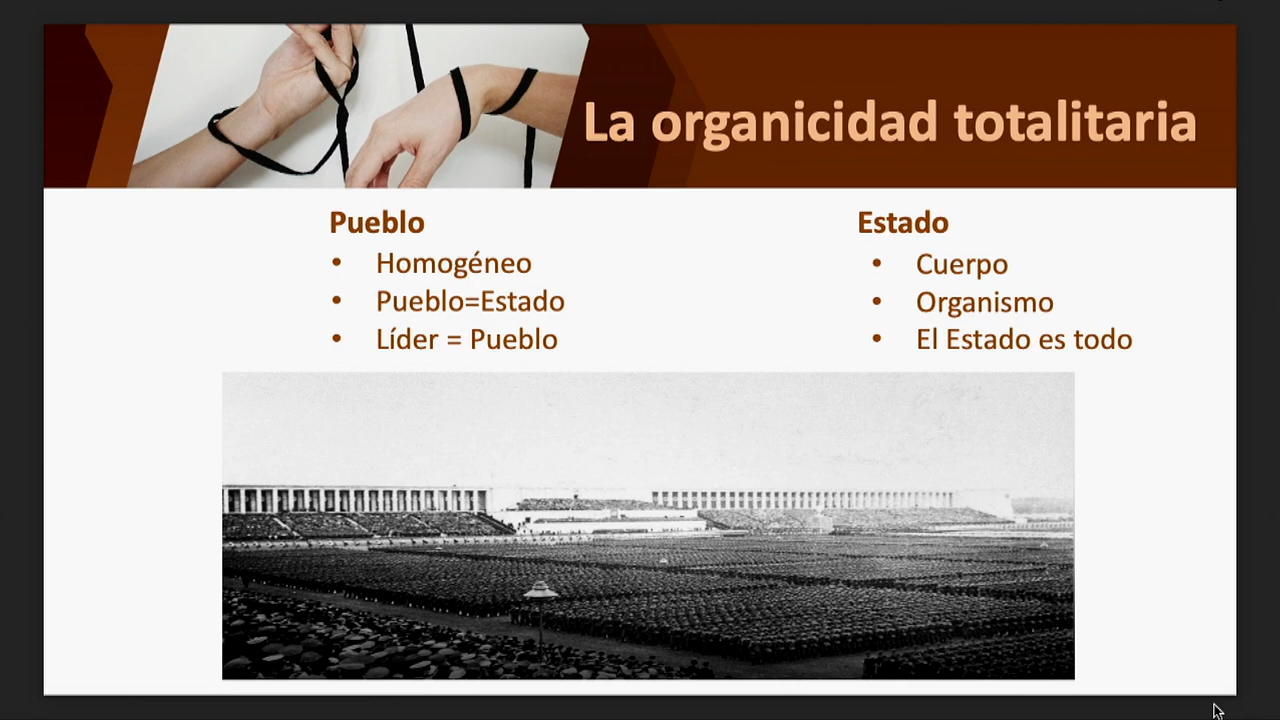 La organicidad totalitaria
Pueblo
• Homogéneo
• Pueblo=Estado
• Líder = Pueblo
Estado
• Cuerpo
• Organismo
• El Estado es todo